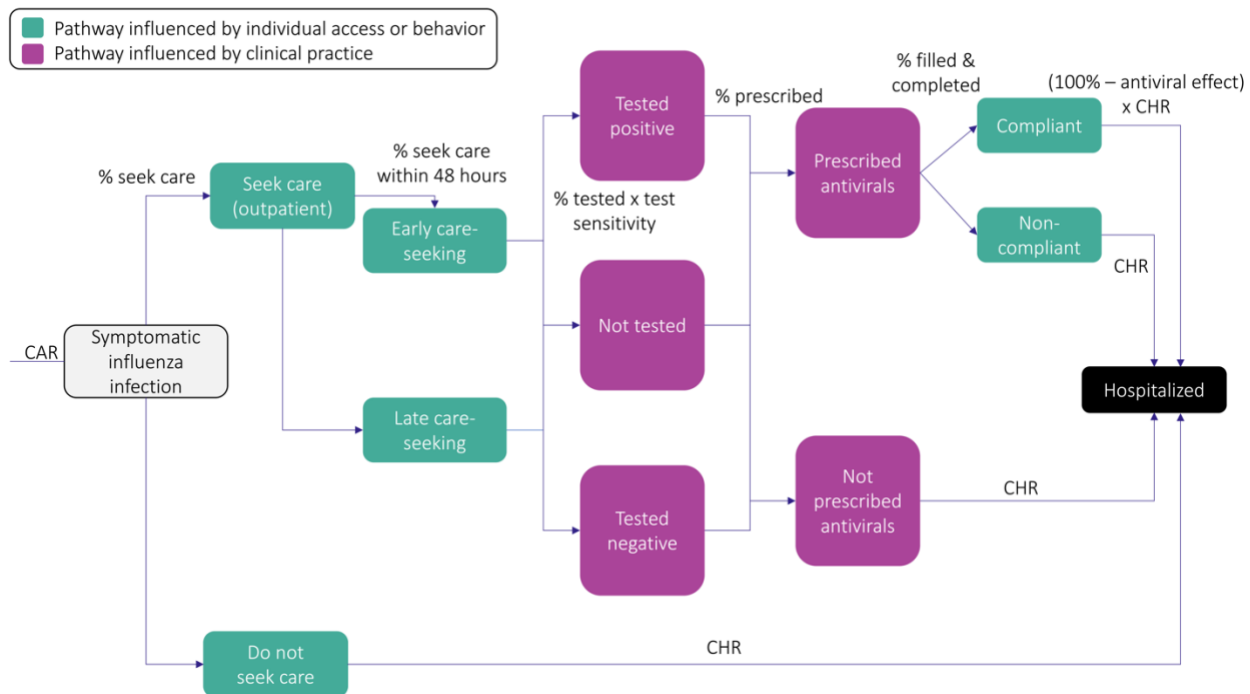 Pathway influenced by individual access or behavior
Pathway influenced by clinical practice
CAR
Symptomatic
influenza
infection
% seek care
Seek care
(outpatient)
% seek care
within 48 hours
Early care-
seeking
Late care-
seeking
Do not
seek care
% tested x test
sensitivity
Tested
positive
Not tested
Tested
negative
% prescribed
Prescribed
antivirals
Not
prescribed
antivirals
% filled &
completed
Compliant
Non-
compliant
(100% – antiviral effect)
x CHR
CHR
CHR
CHR
Hospitalized